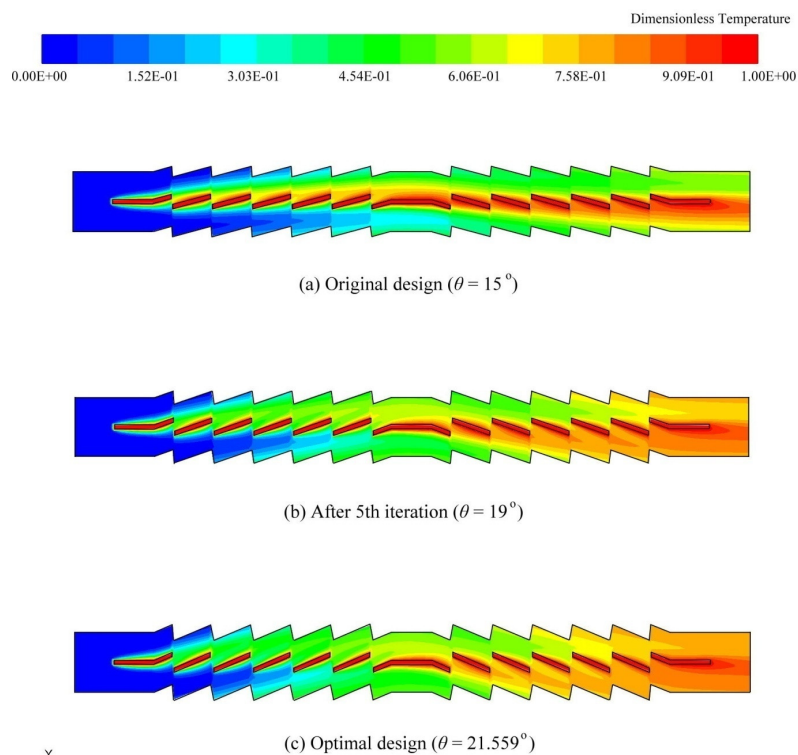 Dimensionless Temperature
0.00E+00 1.52E-01 3.03E-01 4.54E-01 6.06E-01 7.58E-01 9.09E-01 1.00E+00
(a) Original design (θ = 15°)
(b) After 5th iteration (θ = 19°)
(c) Optimal design (θ = 21.559°)